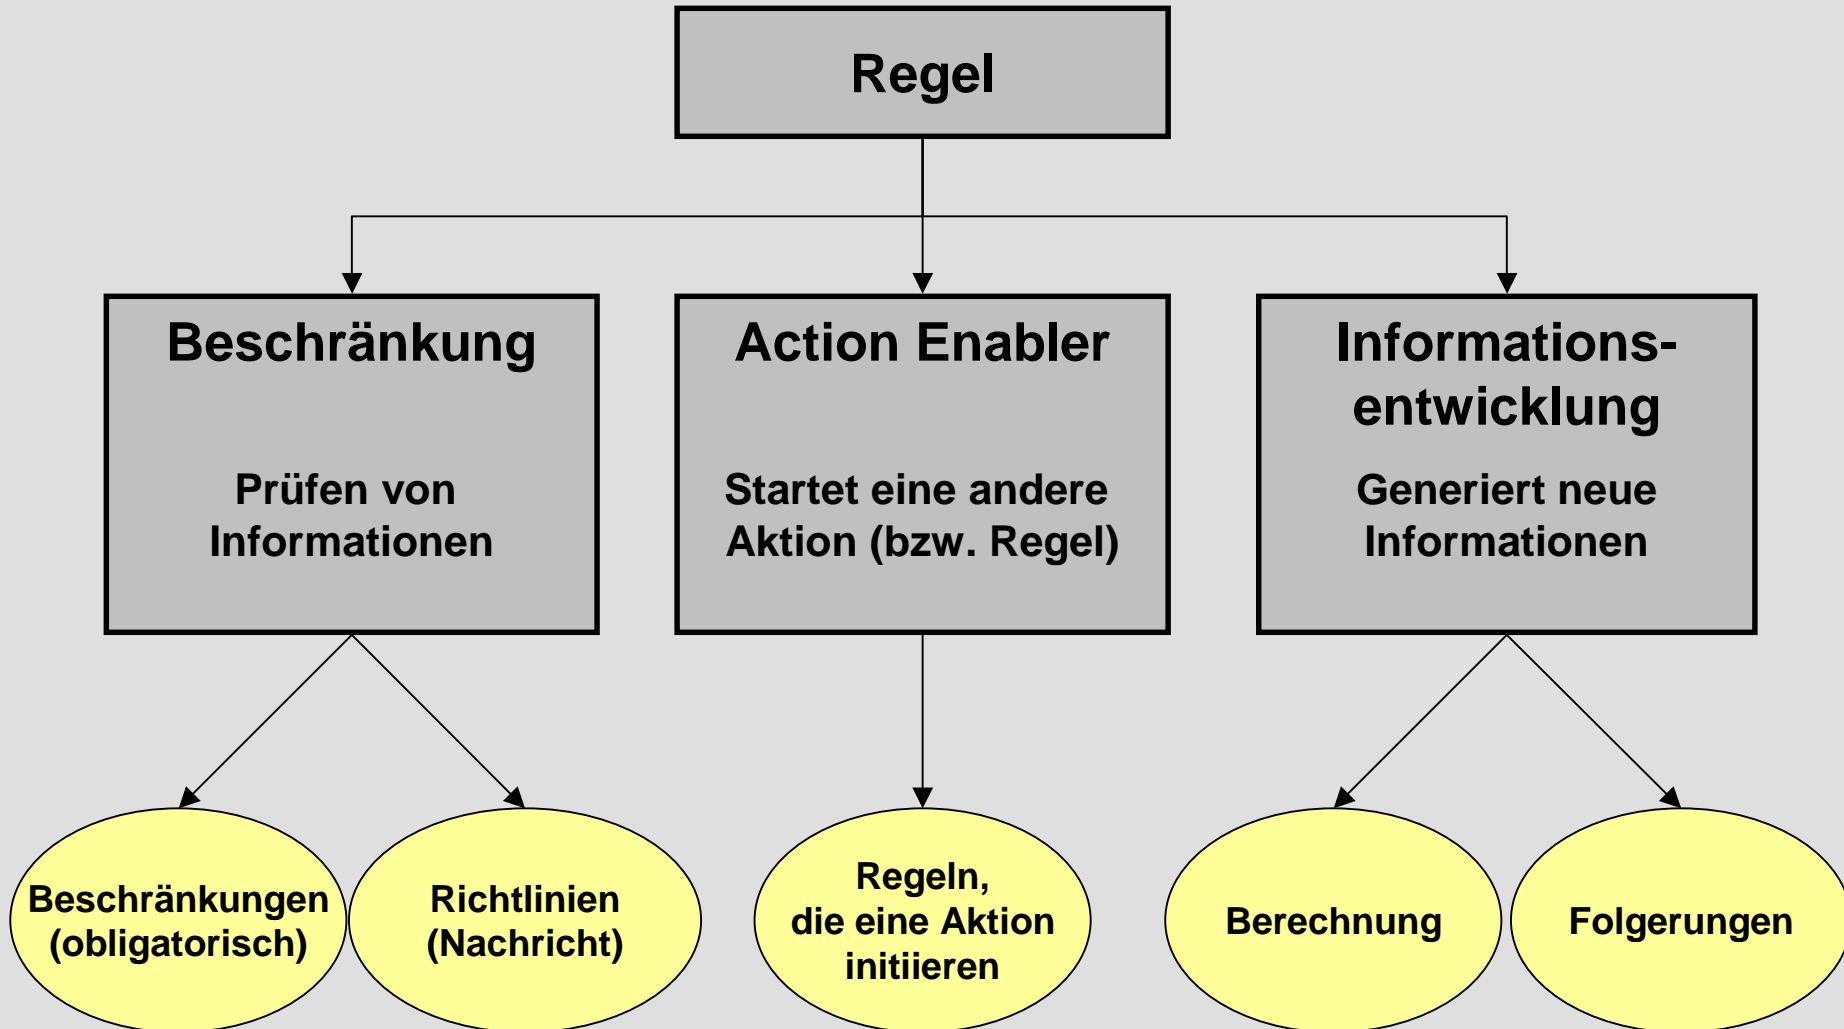 Regel
Beschränkung
Prüfen von
Informationen
Action Enabler
Startet eine andere
Aktion (bzw. Regel)
Informations-
entwicklung
Generiert neue
Informationen
Beschränkungen
(obligatorisch)
Richtlinien
(Nachricht)
Regeln,
die eine Aktion
initiieren
Berechnung
Folgerungen